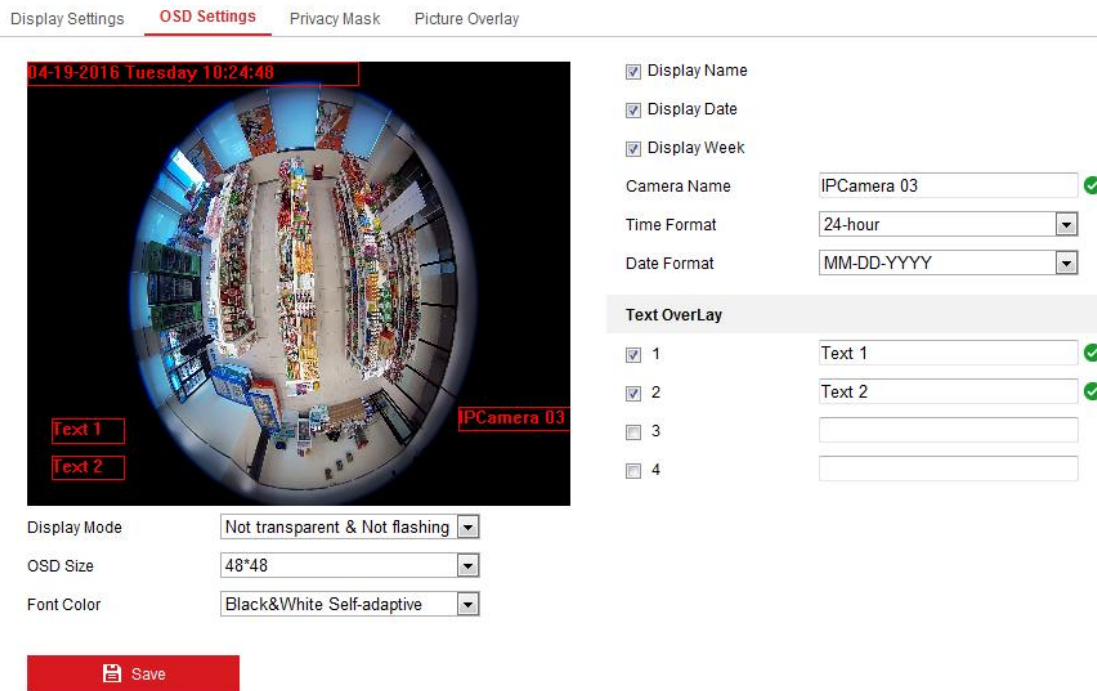 Display Settings OSD Settings Privacy Mask Picture Overlay
04-19-2016 Tuesday 10:24:48
Text 1
Text 2
IPCamera 03
Display Mode Not transparent & Not flashing
OSD Size 48*48
Font Color Black&White Self-adaptive
Save
Display Name
Display Date
Display Week
Camera Name IPCamera 03
Time Format 24-hour
Date Format MM-DD-YYYY
Text OverLay
1 Text 1
2 Text 2
3
4